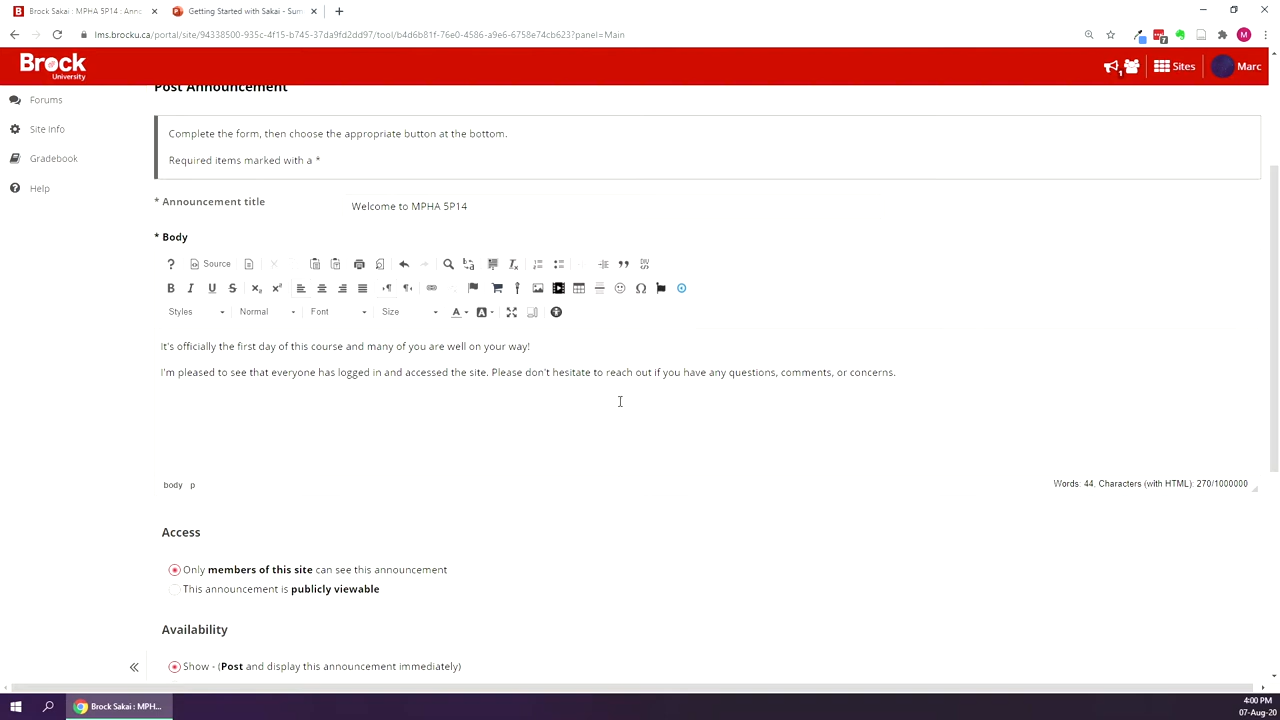 Brock Sakai : MPHA 5P14 : Anno
Getting Started with Sakai - Sum
lms.brocku.ca/portal/site/94338500-935c-4f15-b745-37da9fd2dd97/tool/b4d6b81f-76e0-4586-a9e6-6758e74cb623?panel=Main
M
Brock
University
1
Sites
Marc
Post Announcement
Forums
Site Info
Gradebook
Help
Complete the form, then choose the appropriate button at the bottom.
Required items marked with a *
* Announcement title
Welcome to MPHA 5P14
* Body
Source
Styles
Normal
Font
Size
It's officially the first day of this course and many of you are well on your way!
I'm pleased to see that everyone has logged in and accessed the site. Please don't hesitate to reach out if you have any questions, comments, or concerns.
body p
Words: 44, Characters (with HTML): 270/1000000
Access
Only members of this site can see this announcement
This announcement is publicly viewable
Availability
Show - (Post and display this announcement immediately)
Brock Sakai : MPH...
4:00 PM
07-Aug-20